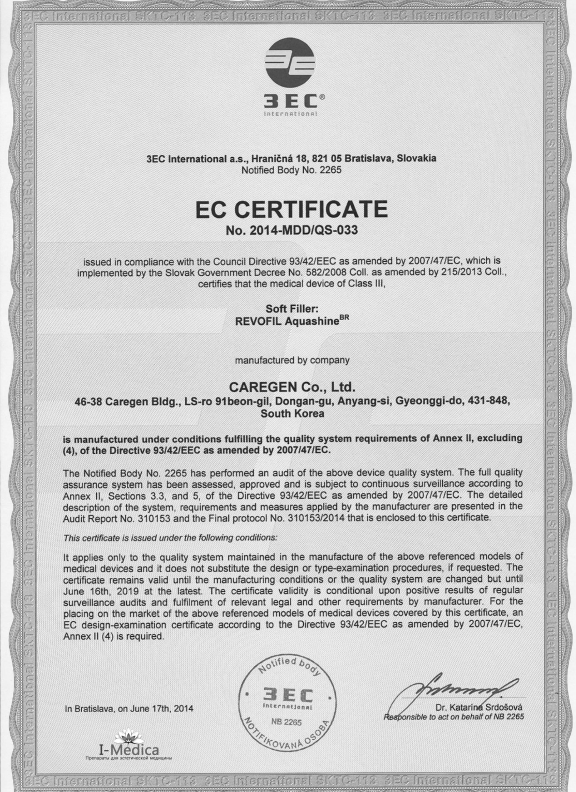 3EC International SKTC-113 3EC International SKTC-113 3EC International SKTC-113 3EC International
3EC®
International
3EC International a.s., Hraničná 18, 821 05 Bratislava, Slovakia
Notified Body No. 2265
EC CERTIFICATE
No. 2014-MDD/QS-033
issued in compliance with the Council Directive 93/42/EEC as amended by 2007/47/EC, which is
implemented by the Slovak Government Decree No. 582/2008 Coll. as amended by 215/2013 Coll.,
certifies that the medical device of Class III,
Soft Filler:
REVOFIL Aquashine^BR
manufactured by company
CAREGEN Co., Ltd.
46-38 Caregen Bldg., LS-ro 91beon-gil, Dongan-gu, Anyang-si, Gyeonggi-do, 431-848,
South Korea
is manufactured under conditions fulfilling the quality system requirements of Annex II, excluding
(4), of the Directive 93/42/EEC as amended by 2007/47/EC.
The Notified Body No. 2265 has performed an audit of the above device quality system. The full quality
assurance system has been assessed, approved and is subject to continuous surveillance according to
Annex II, Sections 3.3, and 5, of the Directive 93/42/EEC as amended by 2007/47/EC. The detailed
description of the system, requirements and measures applied by the manufacturer are presented in the
Audit Report No. 310153 and the Final protocol No. 310153/2014 that is enclosed to this certificate.
This certificate is issued under the following conditions:
It applies only to the quality system maintained in the manufacture of the above referenced models of
medical devices and it does not substitute the design or type-examination procedures, if requested. The
certificate remains valid until the manufacturing conditions or the quality system are changed but until
June 16th, 2019 at the latest. The certificate validity is conditional upon positive results of regular
surveillance audits and fulfilment of relevant legal and other requirements by manufacturer. For the
placing on the market of the above referenced models of medical devices covered by this certificate, an
EC design-examination certificate according to the Directive 93/42/EEC as amended by 2007/47/EC,
Annex II (4) is required.
Notified body
3EC
International
NB 2265
NOTIFIKOVANÁ OSOBA
In Bratislava, on June 17th, 2014
Dr. Katarína Srdošová
Responsible to act on behalf of NB 2265
I-Medica
Препараты для эстетической медицины
3EC International SKTC-113 3EC International SKTC-113 3EC International SKTC-113